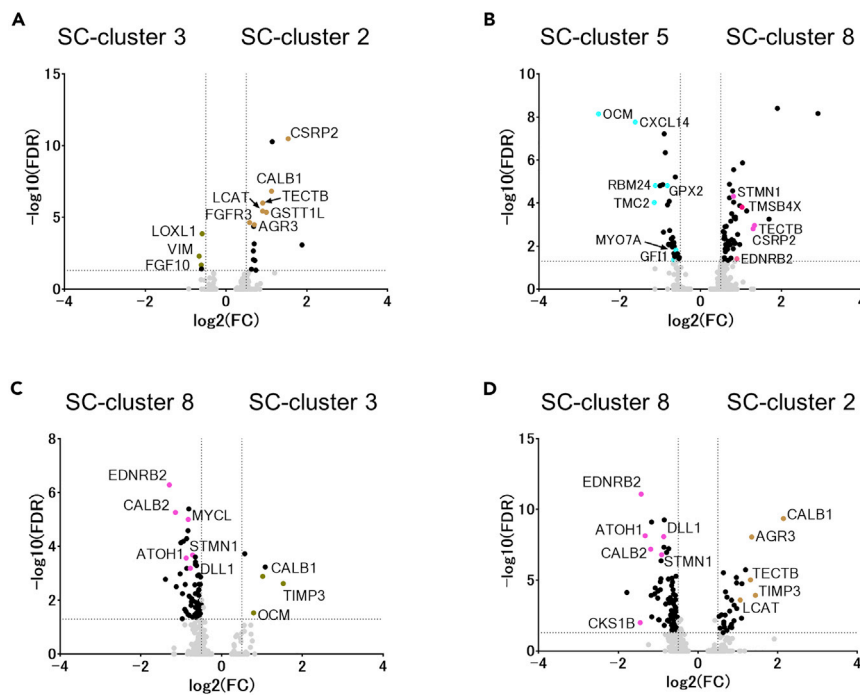 A
SC-cluster 3
SC-cluster 2
15
10
5
0
-log10(FDR)
CSRP2
CALB1
LCAT
TECTB
FGFR3
GSTT1L
AGR3
LOXL1
VIM
FGF10
-4
-2
0
2
4
log2(FC)
B
SC-cluster 5
SC-cluster 8
10
8
6
4
2
0
-log10(FDR)
OCM
CXCL14
RBM24
GPX2
TMC2
STMN1
TMSB4X
TECTB
CSRP2
MYO7A
GFI1
EDNRB2
-4
-2
0
2
4
log2(FC)
C
SC-cluster 8
SC-cluster 3
8
6
4
2
0
-log10(FDR)
EDNRB2
CALB2
MYCL
STMN1
ATOH1
DLL1
CALB1
TIMP3
OCM
-4
-2
0
2
4
log2(FC)
D
SC-cluster 8
SC-cluster 2
15
10
5
0
-log10(FDR)
EDNRB2
CALB1
ATOH1
DLL1
AGR3
CALB2
STMN1
TECTB
TIMP3
LCAT
CKS1B
-4
-2
0
2
4
log2(FC)